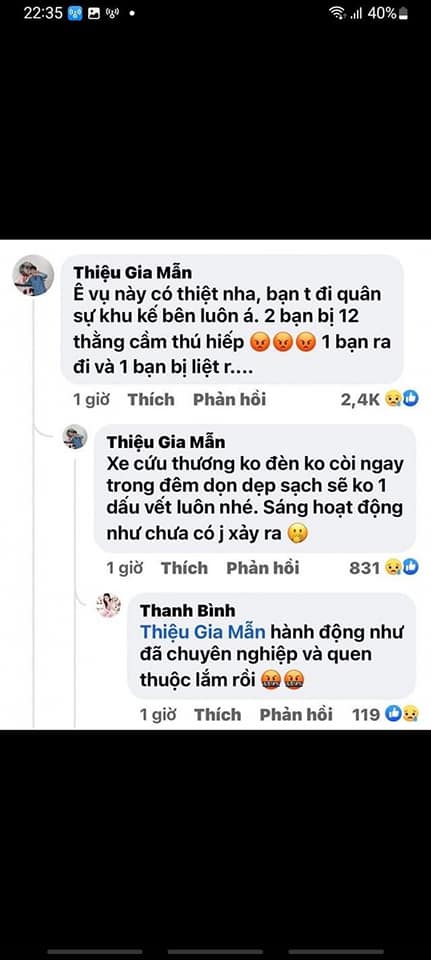 22:35
40%
Thiệu Gia Mẫn
Ê vụ này có thiệt nha, bạn t đi quân
sự khu kế bên luôn á. 2 bạn bị 12
thằng cầm thú hiếp 😡😡😡 1 bạn ra
đi và 1 bạn bị liệt r....
1 giờ Thích Phản hồi 2,4K
Thiệu Gia Mẫn
Xe cứu thương ko đèn ko còi ngay
trong đêm dọn dẹp sạch sẽ ko 1
dấu vết luôn nhé. Sáng hoạt động
như chưa có j xảy ra 🤫
1 giờ Thích Phản hồi 831
Thanh Bình
Thiệu Gia Mẫn hành động như
đã chuyên nghiệp và quen
thuộc lắm rồi 🤬🤬
1 giờ Thích Phản hồi 119